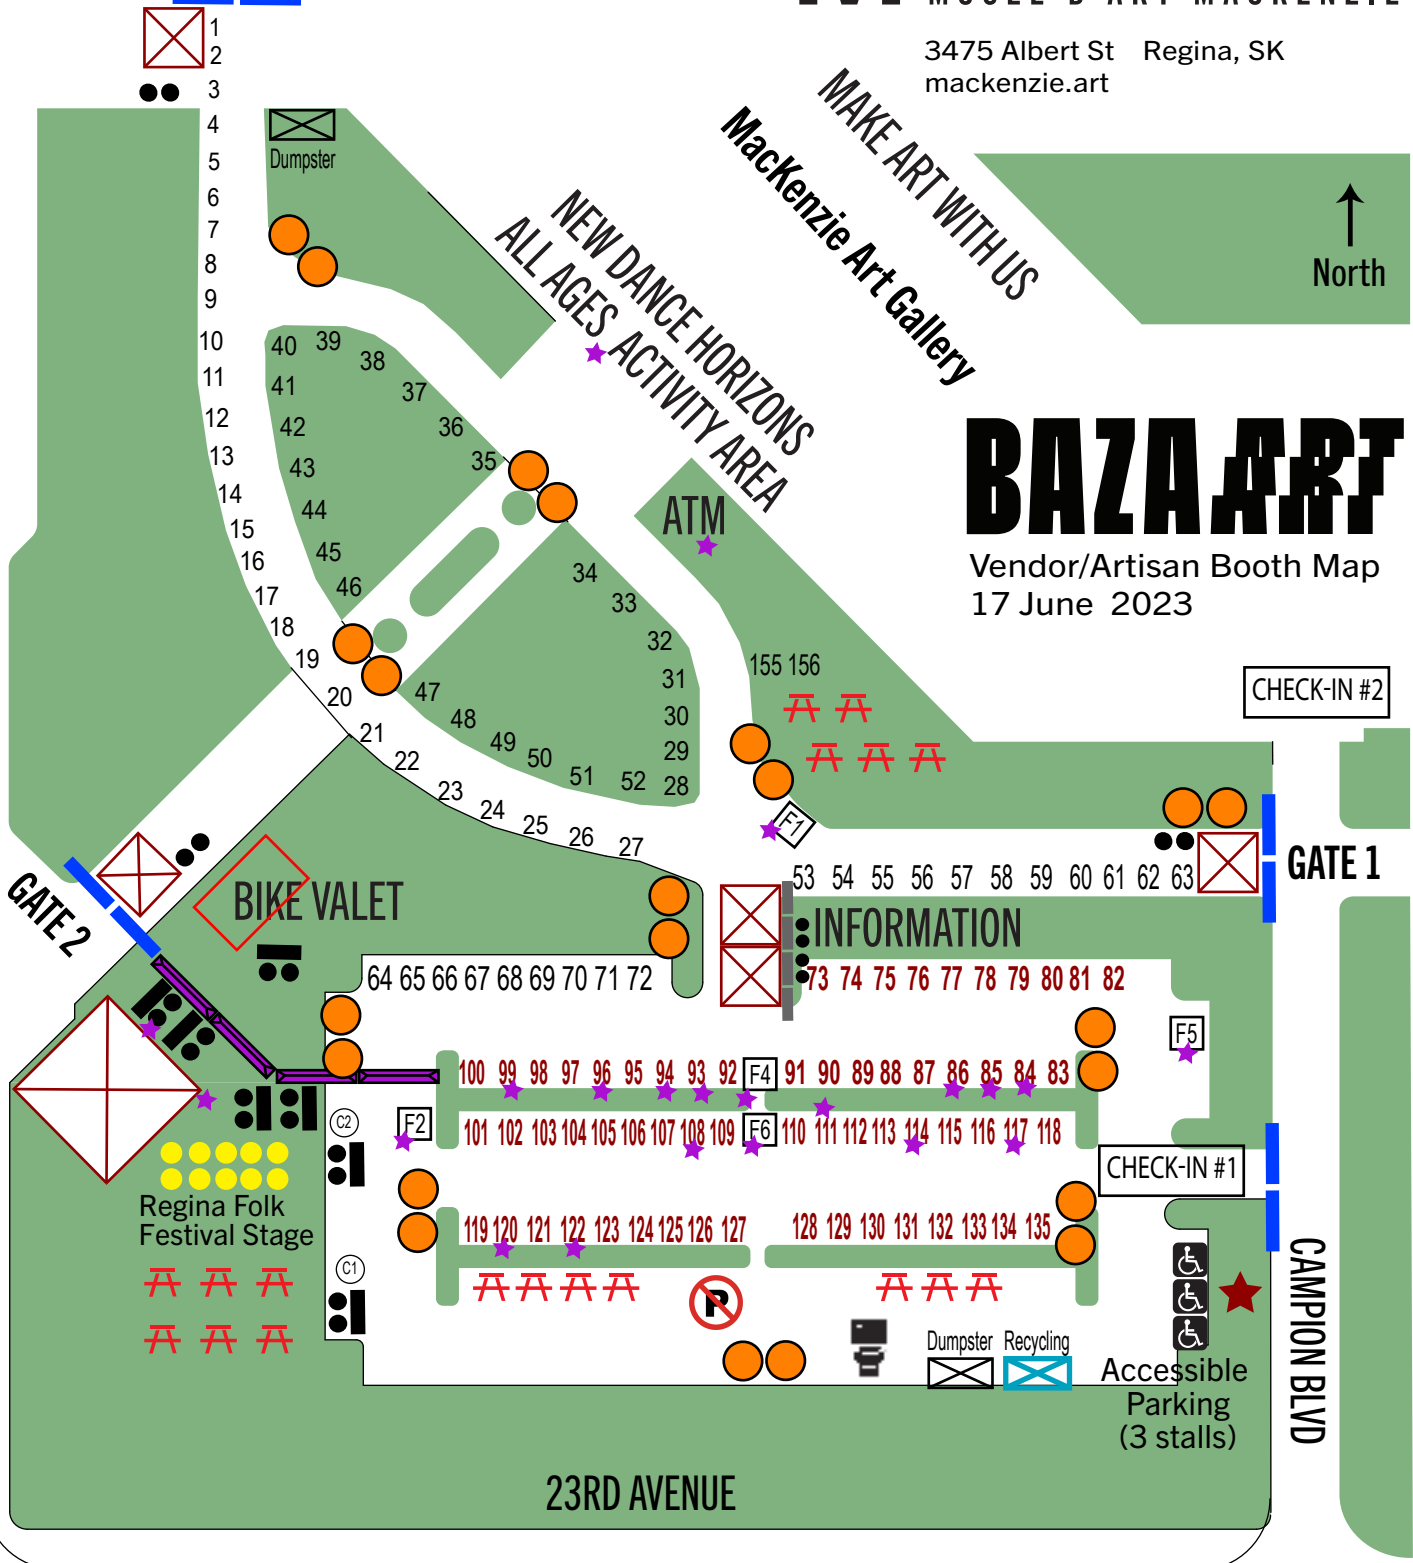 MUSÉE D'ART MACKENZIE
3475 Albert St Regina, SK
mackenzie.art
MAKE ART WITH US
MacKenzie Art Gallery
North
NEW DANCE HORIZONS
ALL AGES ACTIVITY AREA
BAZAART
Vendor/Artisan Booth Map
17 June 2023
1
2
3
4
5
6
7
8
9
10
11
12
13
14
15
16
17
18
19
20
21
22
23
24
25
26
27
Dumpster
40 39
38
37
36
35
41
42
43
44
45
46
ATM
34
33
32
31
30
29
28
47
48
49
50
51
52
155 156
CHECK-IN #2
F1
GATE 1
53 54 55 56 57 58 59 60 61 62 63
GATE 2
BIKE VALET
INFORMATION
64 65 66 67 68 69 70 71 72
73 74 75 76 77 78 79 80 81 82
F5
100 99 98 97 96 95 94 93 92 F4 91 90 89 88 87 86 85 84 83
C2
F2
101 102 103 104 105 106 107 108 109 F6 110 111 112 113 114 115 116 117 118
CHECK-IN #1
Regina Folk
Festival Stage
119 120 121 122 123 124 125 126 127 128 129 130 131 132 133 134 135
C1
P
Dumpster Recycling
Accessible
Parking
(3 stalls)
CAMPION BLVD
23RD AVENUE